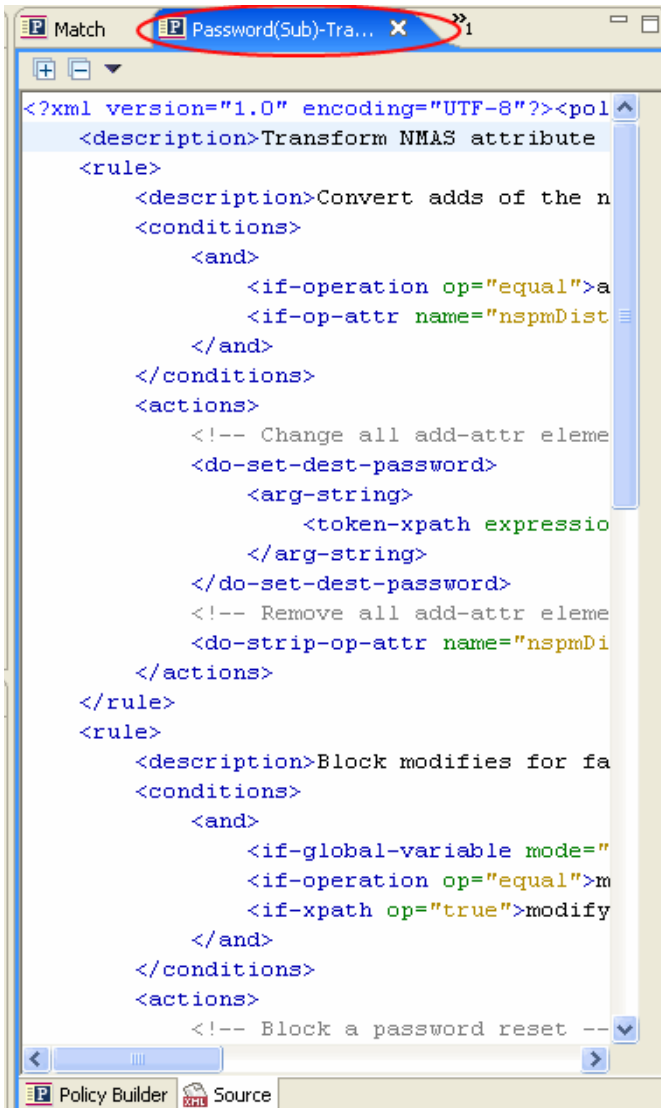 Match Password(Sub)-Tra... »1
<?xml version="1.0" encoding="UTF-8"?><pol
<description>Transform NMAS attribute
<rule>
<description>Convert adds of the n
<conditions>
<and>
<if-operation op="equal">a
<if-op-attr name="nspmDist
</and>
</conditions>
<actions>
<!-- Change all add-attr eleme
<do-set-dest-password>
<arg-string>
<token-xpath expressio
</arg-string>
</do-set-dest-password>
<!-- Remove all add-attr eleme
<do-strip-op-attr name="nspmDi
</actions>
</rule>
<rule>
<description>Block modifies for fa
<conditions>
<and>
<if-global-variable mode="
<if-operation op="equal">m
<if-xpath op="true">modify
</and>
</conditions>
<actions>
<!-- Block a password reset --
Policy Builder Source